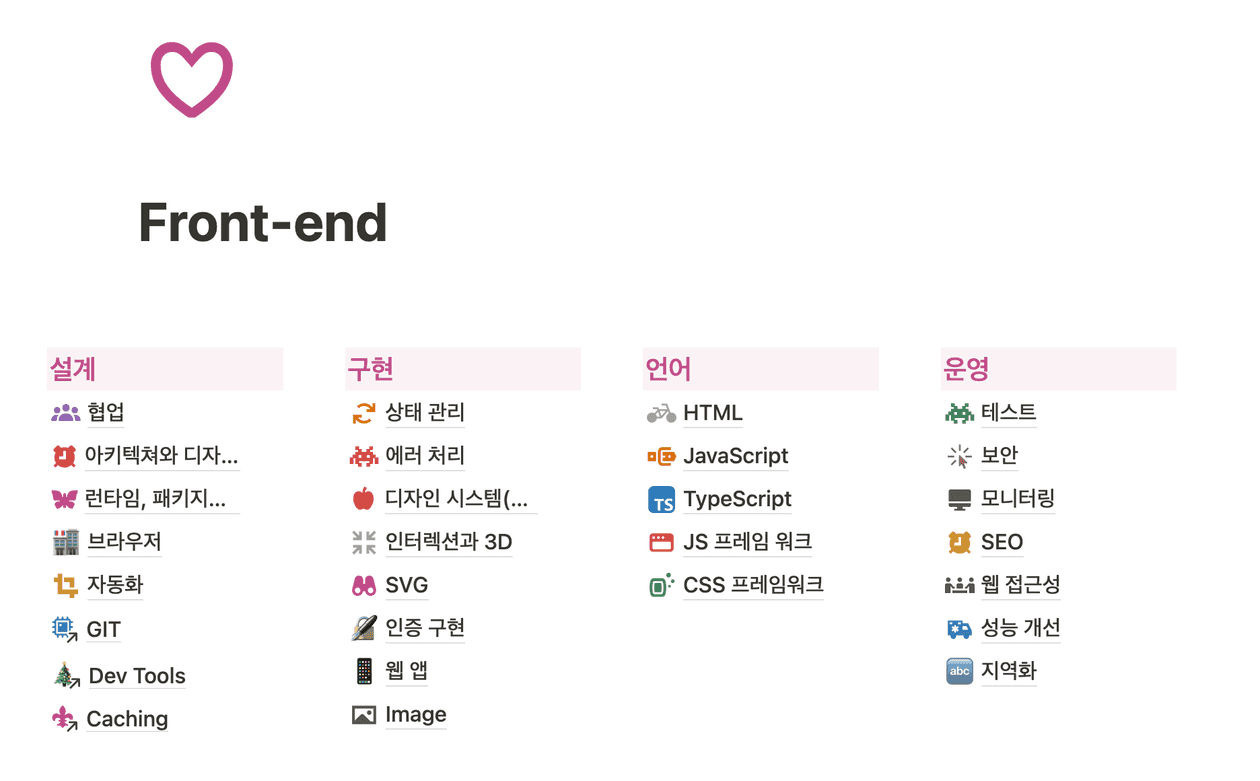 Front-end
설계
협업
아키텍쳐와 디자...
런타임, 패키지...
브라우저
자동화
GIT
Dev Tools
Caching
구현
상태 관리
에러 처리
디자인 시스템(...
인터렉션과 3D
SVG
인증 구현
웹 앱
Image
언어
HTML
JavaScript
TS TypeScript
JS 프레임 워크
CSS 프레임워크
운영
테스트
보안
모니터링
SEO
웹 접근성
성능 개선
abc 지역화